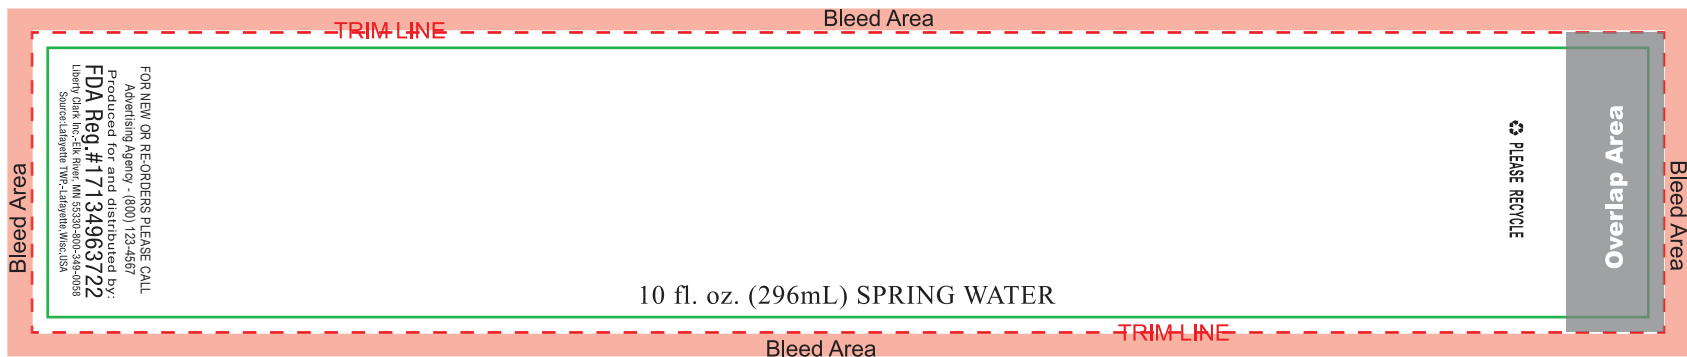 Bleed Area
TRIM LINE
FOR NEW OR RE-ORDERS PLEASE CALL
Advertising Agency - (800) 123-4567
Produced for and distributed by:
FDA Reg.#17134963722
Liberty Clark Inc,-Elk River, MN 55330-800-349-0058
Source:Lafayette TWP,-Lafayette,Wisc.USA
Bleed Area
10 fl. oz. (296mL) SPRING WATER
PLEASE RECYCLE
Overlap Area
Bleed Area
TRIM LINE
Bleed Area